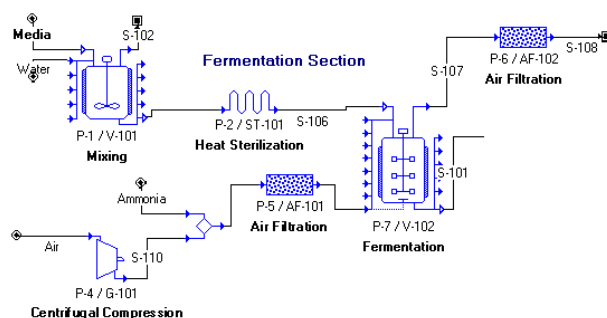 Media
S-102
Water
P-1 / V-101
Mixing
Fermentation Section
P-2 / ST-101
Heat Sterilization
S-106
S-107
P-6 / AF-102
Air Filtration
S-108
Ammonia
P-5 / AF-101
Air Filtration
S-101
P-7 / V-102
Fermentation
Air
S-110
P-4 / G-101
Centrifugal Compression